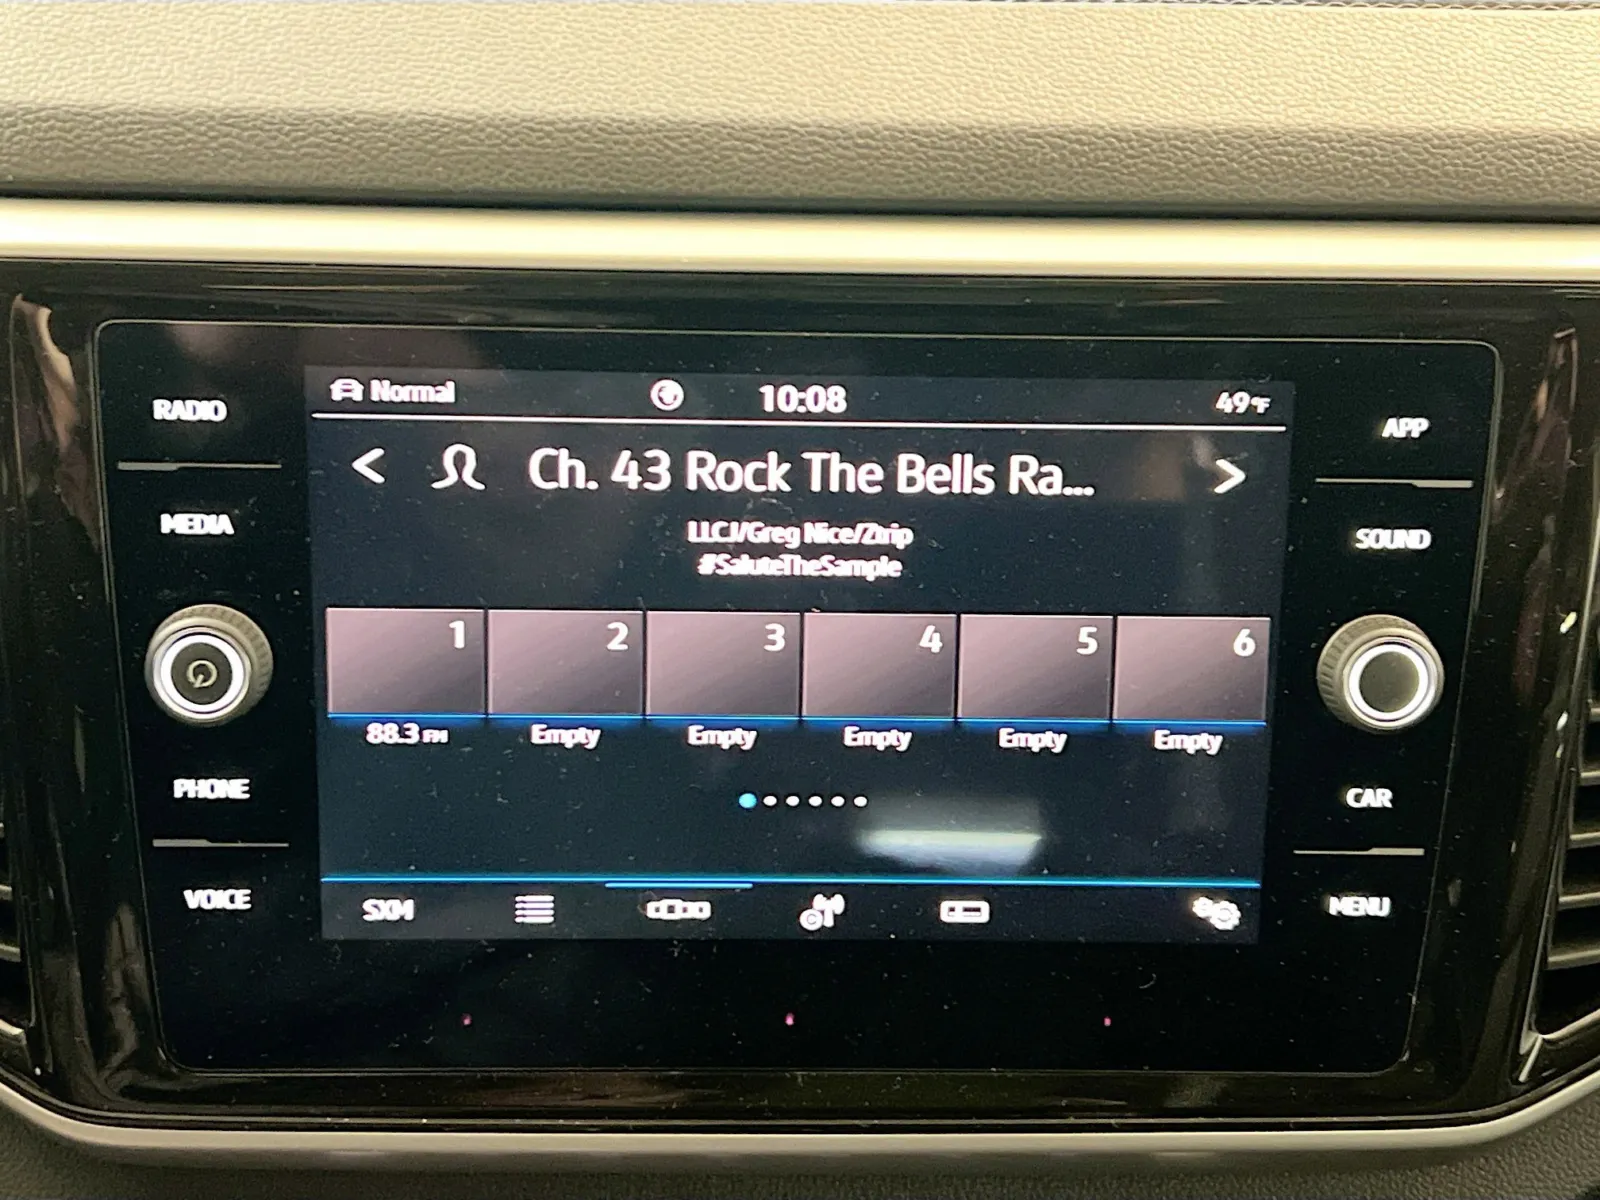 RADIO
MEDIA
PHONE
VOICE
Normal 10:08 49°F
< Ch. 43 Rock The Bells Ra... >
LLCJ/Greg Nice/Ztrip
#SaluteTheSample
1 2 3 4 5 6
88.3 FM Empty Empty Empty Empty Empty
SXM
APP
SOUND
CAR
MENU